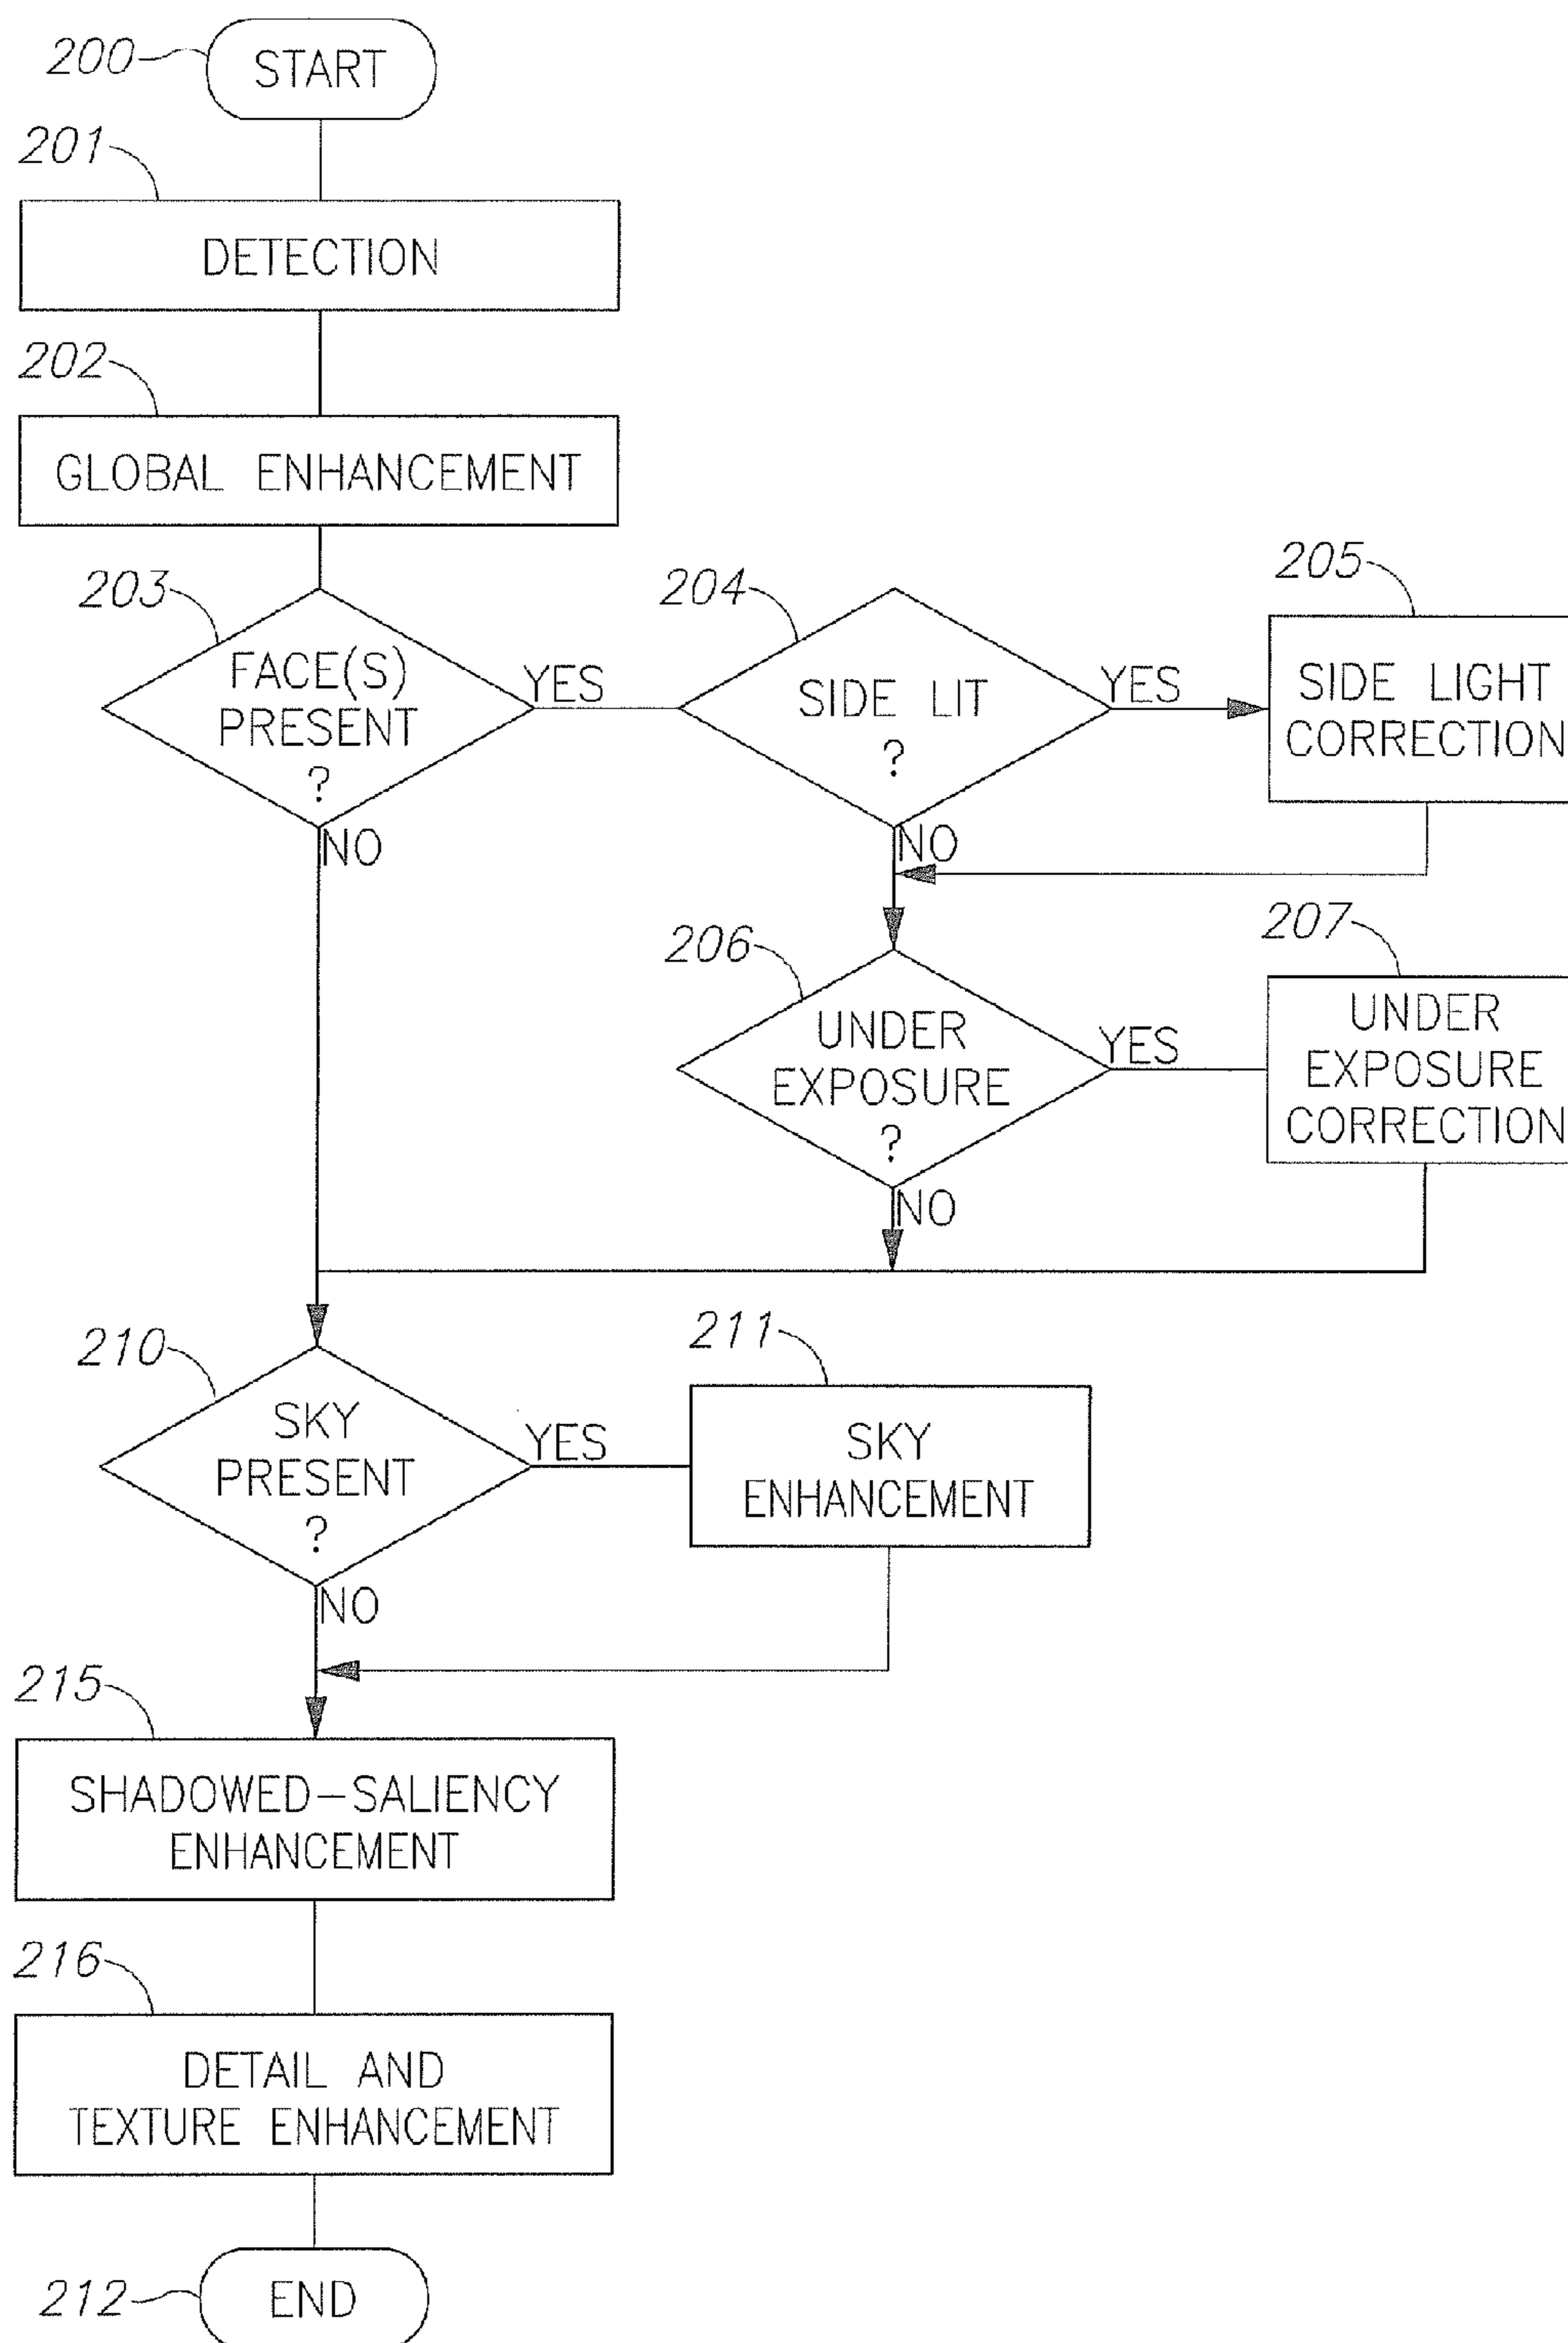 200
START
201
DETECTION
202
GLOBAL ENHANCEMENT
203
FACE(S)
PRESENT
?
YES
NO
204
SIDE LIT
?
YES
NO
205
SIDE LIGHT
CORRECTION
206
UNDER
EXPOSURE
?
YES
NO
207
UNDER
EXPOSURE
CORRECTION
210
SKY
PRESENT
?
YES
NO
211
SKY
ENHANCEMENT
215
SHADOWED-SALIENCY
ENHANCEMENT
216
DETAIL AND
TEXTURE ENHANCEMENT
212
END